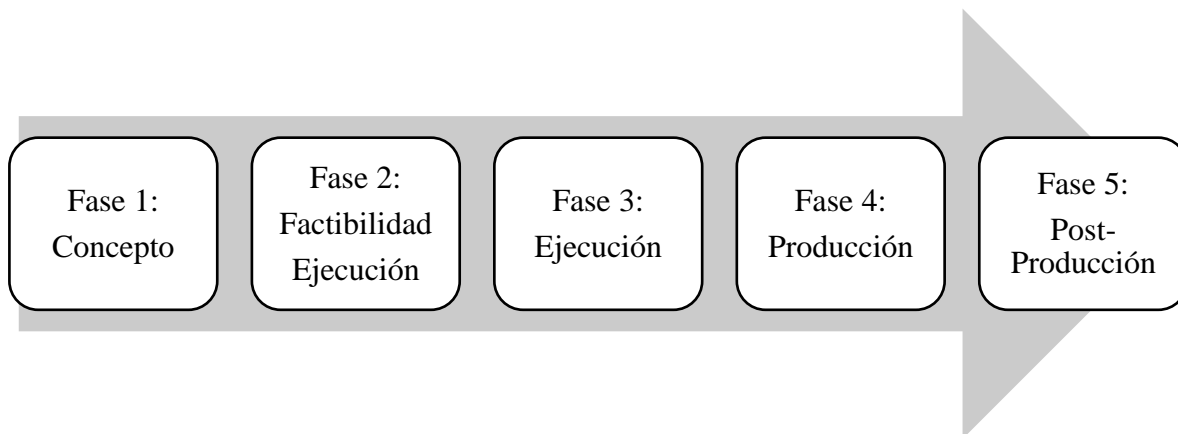 Fase 1:
Concepto
Fase 2:
Factibilidad
Ejecución
Fase 3:
Ejecución
Fase 4:
Producción
Fase 5:
Post-
Producción